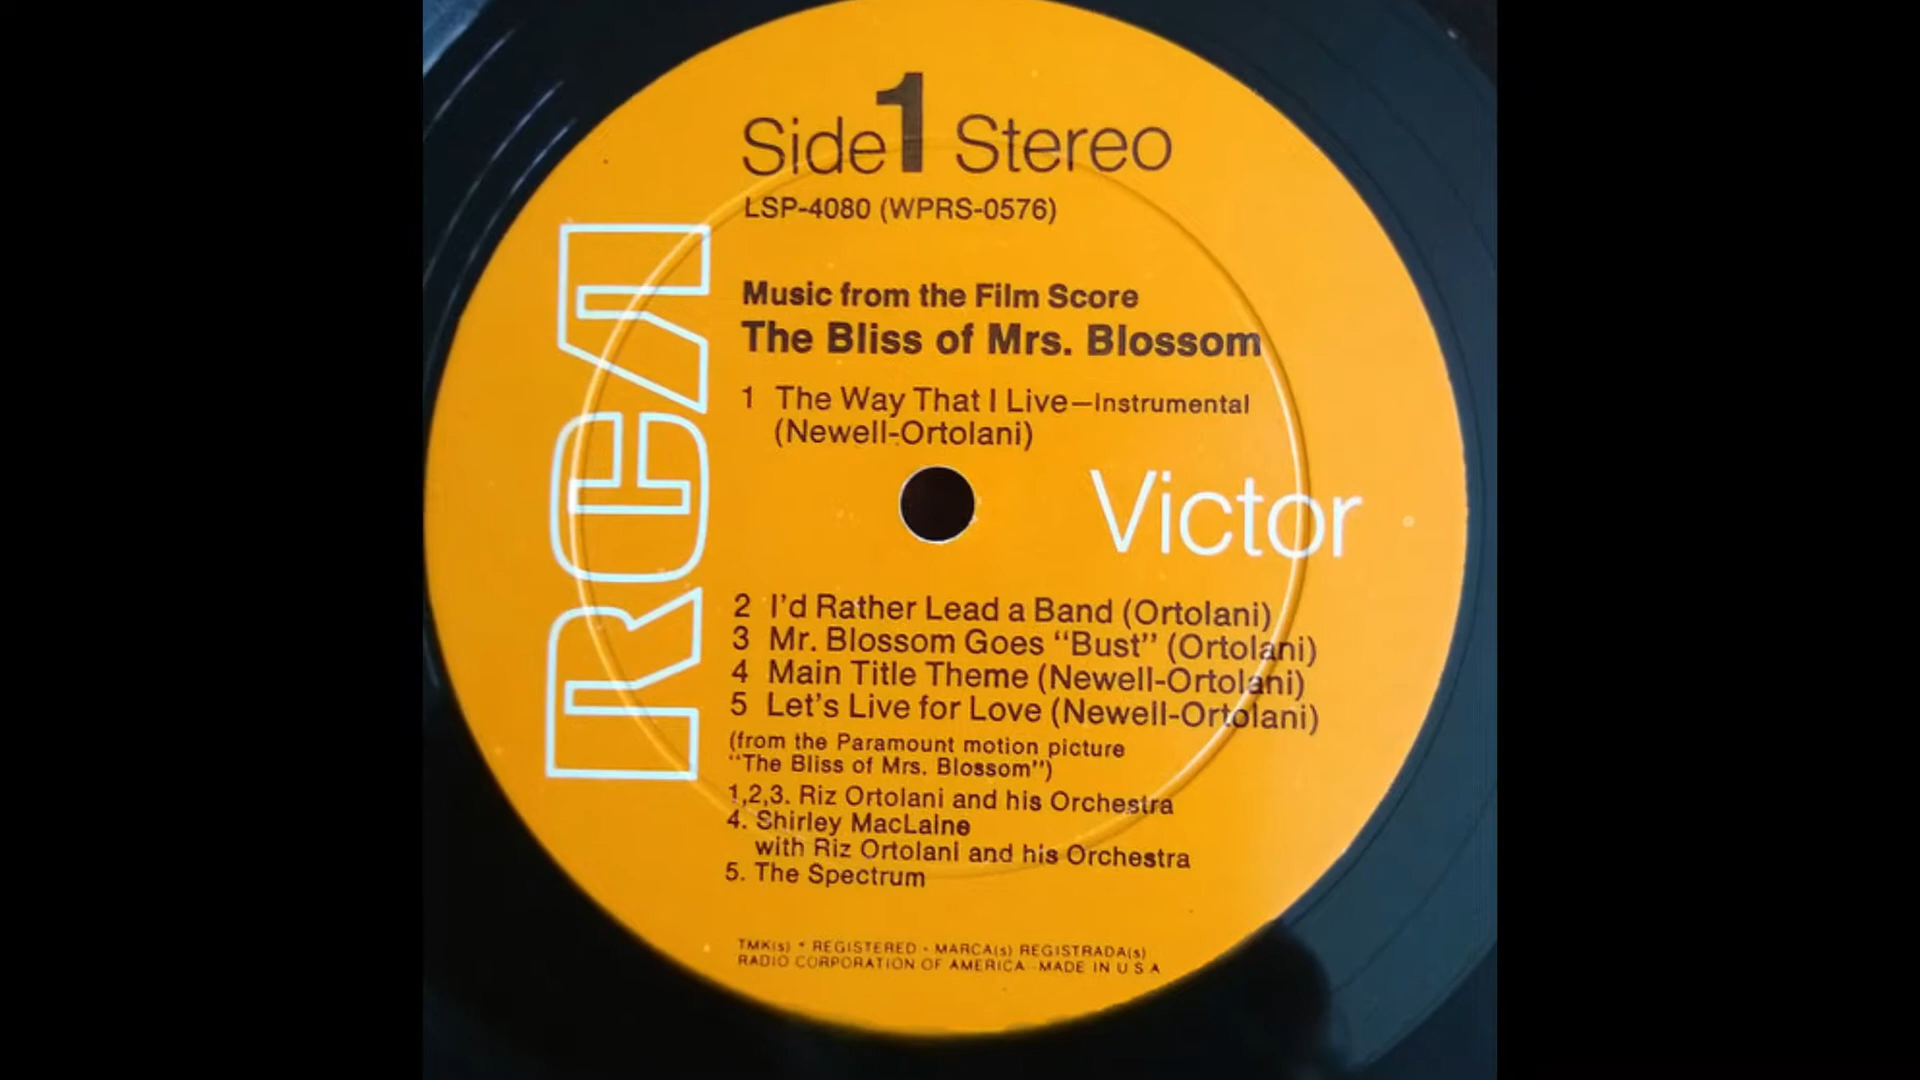 Side 1 Stereo
LSP-4080 (WPRS-0576)
RCA
Music from the Film Score
The Bliss of Mrs. Blossom
1 The Way That I Live—Instrumental
(Newell-Ortolani)
Victor
2 I'd Rather Lead a Band (Ortolani)
3 Mr. Blossom Goes “Bust” (Ortolani)
4 Main Title Theme (Newell-Ortolani)
5 Let's Live for Love (Newell-Ortolani)
(from the Paramount motion picture
“The Bliss of Mrs. Blossom”)
1,2,3. Riz Ortolani and his Orchestra
4. Shirley MacLaine
with Riz Ortolani and his Orchestra
5. The Spectrum
TMK(s) * REGISTERED - MARCA(s) REGISTRADA(s)
RADIO CORPORATION OF AMERICA - MADE IN U S A